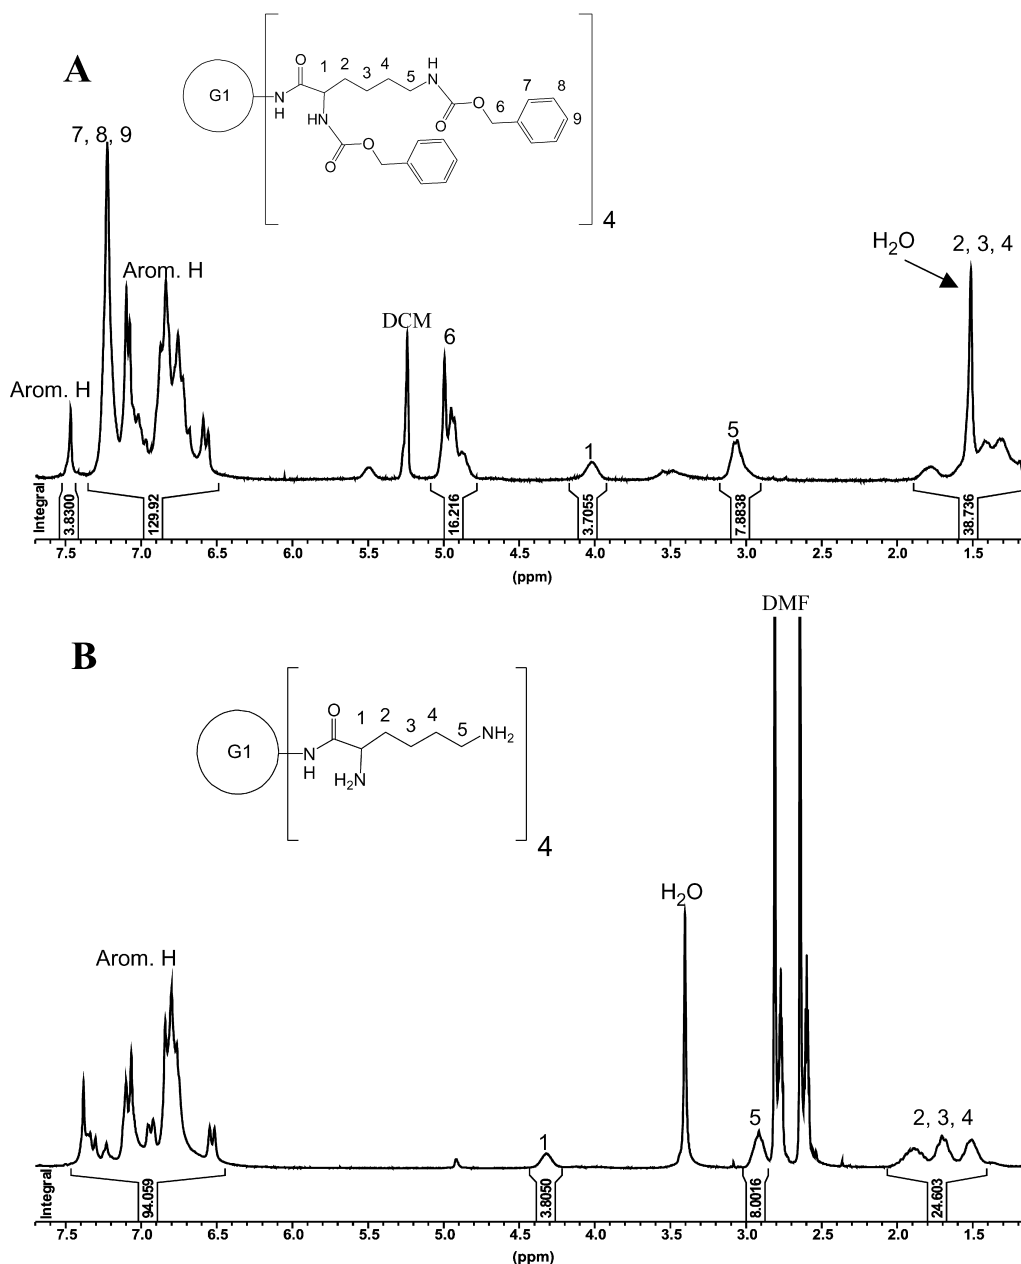 A
G1
N
H
O
1
2
3
4
5
H
N
O
O
6
7
8
9
HN
O
O
4
7, 8, 9
Arom. H
Arom. H
DCM
6
1
5
H2O
2, 3, 4
Integral
3.8300
129.92
16.216
3.7055
7.8838
38.736
7.5 7.0 6.5 6.0 5.5 5.0 4.5 4.0 3.5 3.0 2.5 2.0 1.5
(ppm)
B
G1
N
H
O
1
2
3
4
5
NH2
H2N
4
DMF
H2O
Arom. H
1
5
2, 3, 4
Integral
94.059
3.8050
8.0016
24.603
7.5 7.0 6.5 6.0 5.5 5.0 4.5 4.0 3.5 3.0 2.5 2.0 1.5
(ppm)